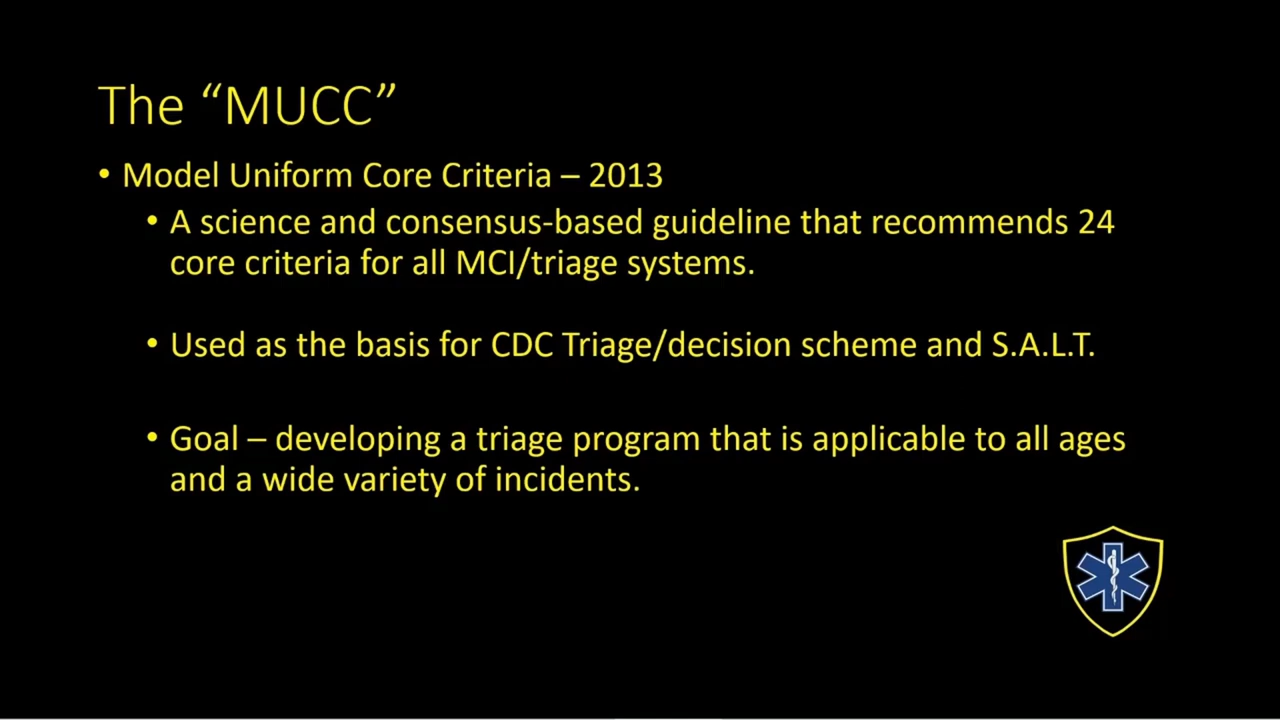 The “MUCC”
• Model Uniform Core Criteria – 2013
• A science and consensus-based guideline that recommends 24
core criteria for all MCI/triage systems.
• Used as the basis for CDC Triage/decision scheme and S.A.L.T.
• Goal – developing a triage program that is applicable to all ages
and a wide variety of incidents.